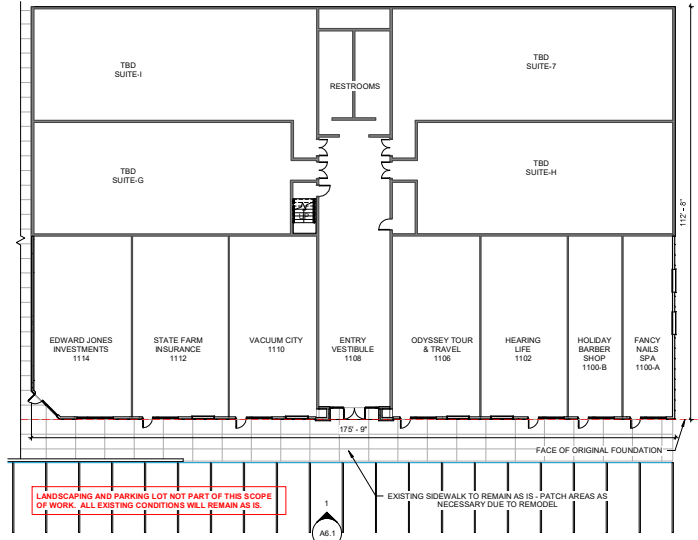 TBD
SUITE-I
TBD
SUITE-7
RESTROOMS
TBD
SUITE-G
TBD
SUITE-H
112' - 8"
UP
EDWARD JONES
INVESTMENTS
1114
STATE FARM
INSURANCE
1112
VACUUM CITY
1110
ENTRY
VESTIBULE
1108
ODYSSEY TOUR
& TRAVEL
1106
HEARING
LIFE
1102
HOLIDAY
BARBER
SHOP
1100-B
FANCY
NAILS
SPA
1100-A
175' - 9"
FACE OF ORIGINAL FOUNDATION
LANDSCAPING AND PARKING LOT NOT PART OF THIS SCOPE
OF WORK. ALL EXISTING CONDITIONS WILL REMAIN AS IS.
EXISTING SIDEWALK TO REMAIN AS IS - PATCH AREAS AS
NECESSARY DUE TO REMODEL
1
A6.1